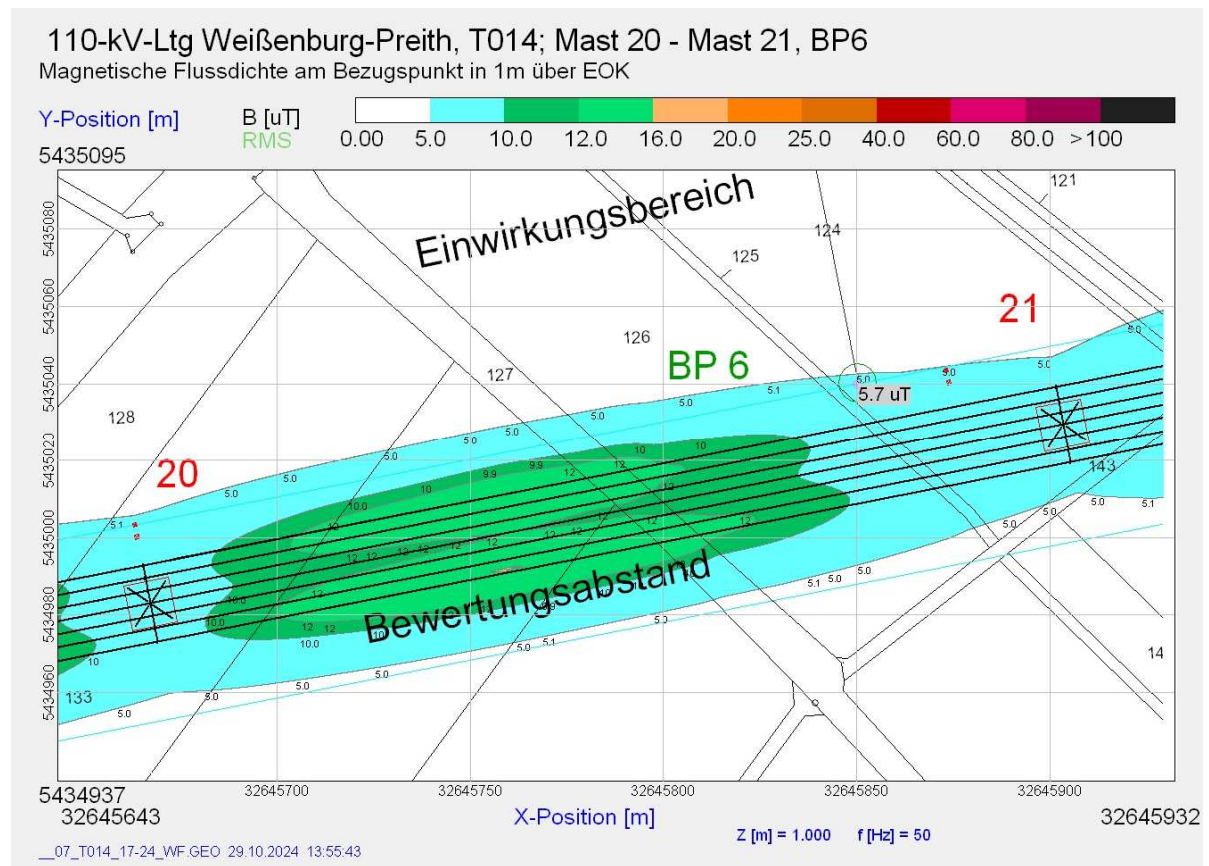 110-kV-Ltg Weißenburg-Preith, T014; Mast 20 - Mast 21, BP6
Magnetische Flussdichte am Bezugspunkt in 1m über EOK
Y-Position [m]
B [uT]
RMS
0.00 5.0 10.0 12.0 16.0 20.0 25.0 40.0 60.0 80.0 >100
5435095
5435080
5435060
5435040
5435020
5435000
5434980
5434960
Einwirkungsbereich
121
124
125
126
127
128
21
BP 6
5.7 uT
20
143
Bewertungsabstand
133
14
5434937
32645643
32645700
32645750
32645800
32645850
32645900
32645932
X-Position [m]
Z [m] = 1.000 f [Hz] = 50
__07_T014_17-24_WF.GEO 29.10.2024 13:55:43